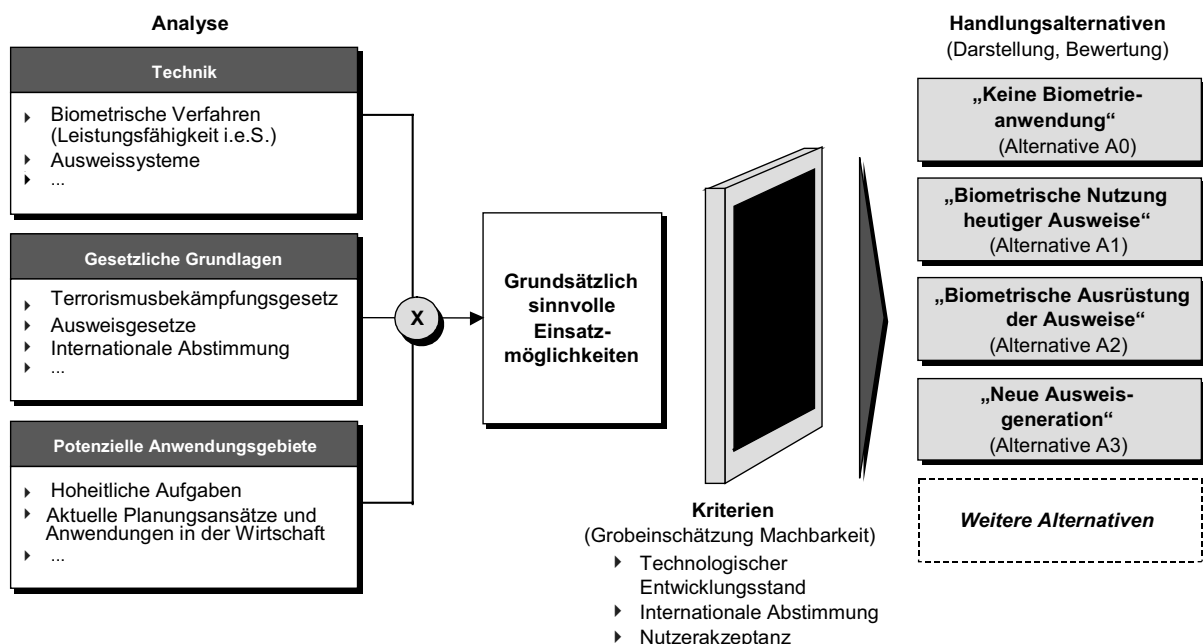 Analyse
Technik
Biometrische Verfahren
(Leistungsfähigkeit i.e.S.)
Ausweissysteme
...
Gesetzliche Grundlagen
Terrorismusbekämpfungsgesetz
Ausweisgesetze
Internationale Abstimmung
...
Potenzielle Anwendungsgebiete
Hoheitliche Aufgaben
Aktuelle Planungsansätze und
Anwendungen in der Wirtschaft
...
X
Grundsätzlich
sinnvolle
Einsatz-
möglichkeiten
Kriterien
(Grobeinschätzung Machbarkeit)
Technologischer
Entwicklungsstand
Internationale Abstimmung
Nutzerakzeptanz
Handlungsalternativen
(Darstellung, Bewertung)
„Keine Biometrie-
anwendung“
(Alternative A0)
„Biometrische Nutzung
heutiger Ausweise“
(Alternative A1)
„Biometrische Ausrüstung
der Ausweise“
(Alternative A2)
„Neue Ausweis-
generation“
(Alternative A3)
Weitere Alternativen